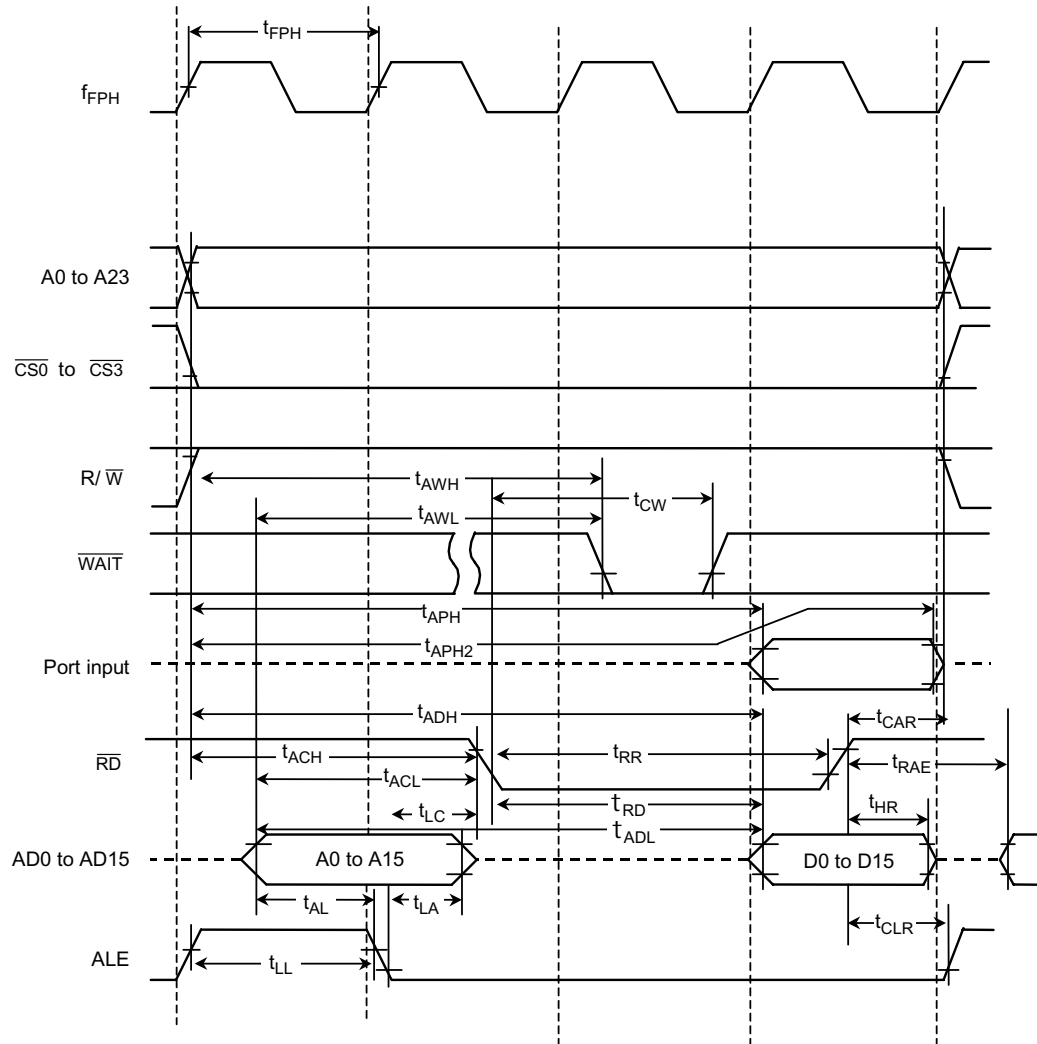 tFPH
fFPH
A0 to A23
CS0 to CS3
R/ W
tAWH
tCW
tAWL
WAIT
tAPH
tAPH2
Port input
tADH
tCAR
RD
tACH
tRR
tRAE
tACL
tLC
tRD
tHR
tADL
AD0 to AD15
A0 to A15
D0 to D15
tAL
tLA
tCLR
ALE
tLL